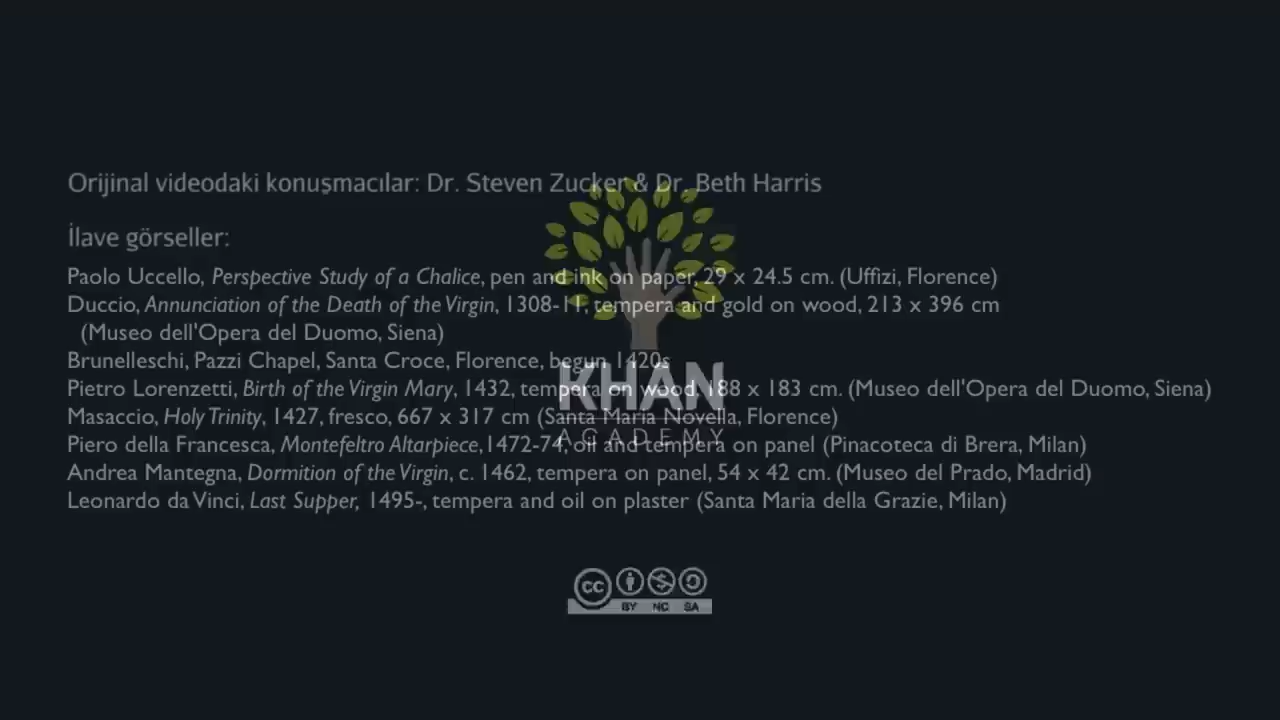 Orijinal videodaki konuşmacılar: Dr. Steven Zucker & Dr. Beth Harris
İlave görseller:
Paolo Uccello, Perspective Study of a Chalice, pen and ink on paper, 29 x 24.5 cm. (Uffizi, Florence)
Duccio, Annunciation of the Death of the Virgin, 1308-11, tempera and gold on wood, 213 x 396 cm
(Museo dell'Opera del Duomo, Siena)
Brunelleschi, Pazzi Chapel, Santa Croce, Florence, begun 1420s
Pietro Lorenzetti, Birth of the Virgin Mary, 1432, tempera on wood, 188 x 183 cm. (Museo dell'Opera del Duomo, Siena)
Masaccio, Holy Trinity, 1427, fresco, 667 x 317 cm (Santa Maria Novella, Florence)
Piero della Francesca, Montefeltro Altarpiece, 1472-74, oil and tempera on panel (Pinacoteca di Brera, Milan)
Andrea Mantegna, Dormition of the Virgin, c. 1462, tempera on panel, 54 x 42 cm. (Museo del Prado, Madrid)
Leonardo da Vinci, Last Supper, 1495-, tempera and oil on plaster (Santa Maria della Grazie, Milan)
KHAN
ACADEMY
cc
BY NC SA